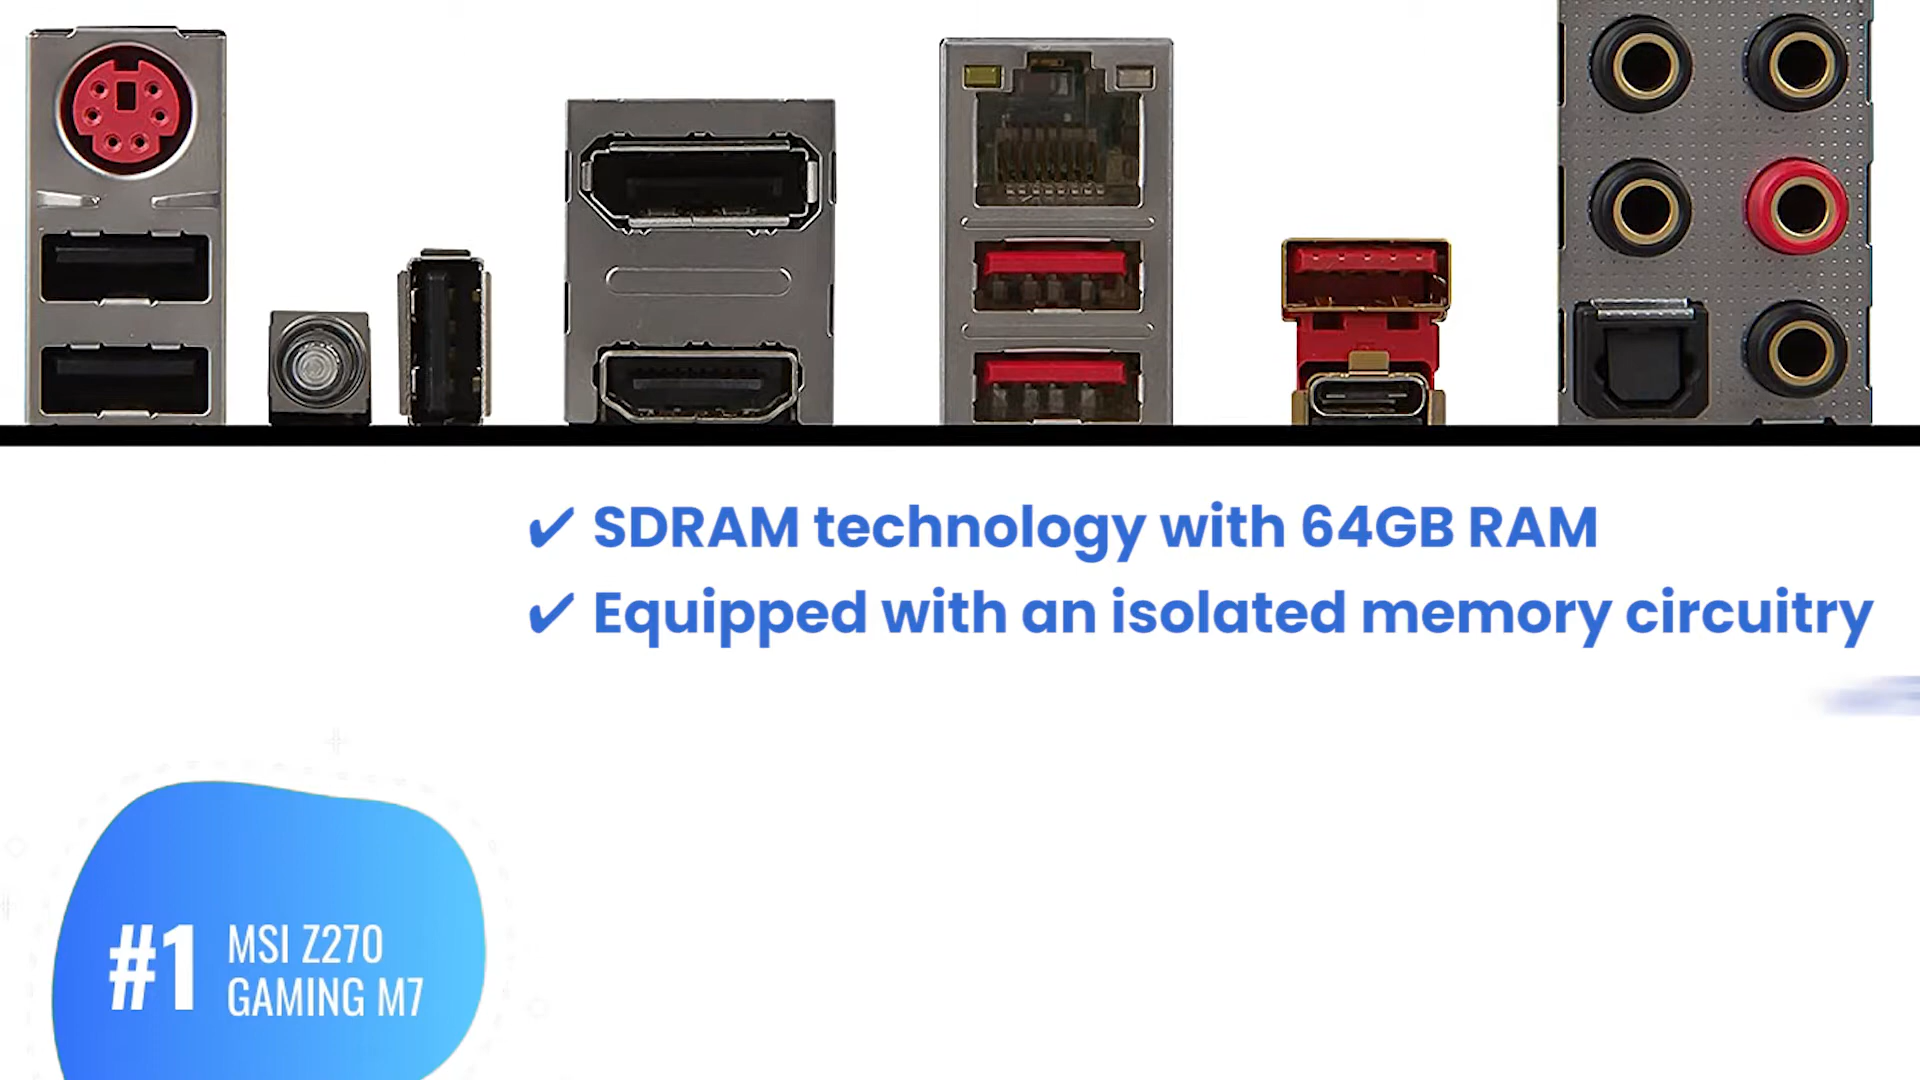 ✔ SDRAM technology with 64GB RAM
✔ Equipped with an isolated memory circuitry
#1 MSI Z270
GAMING M7